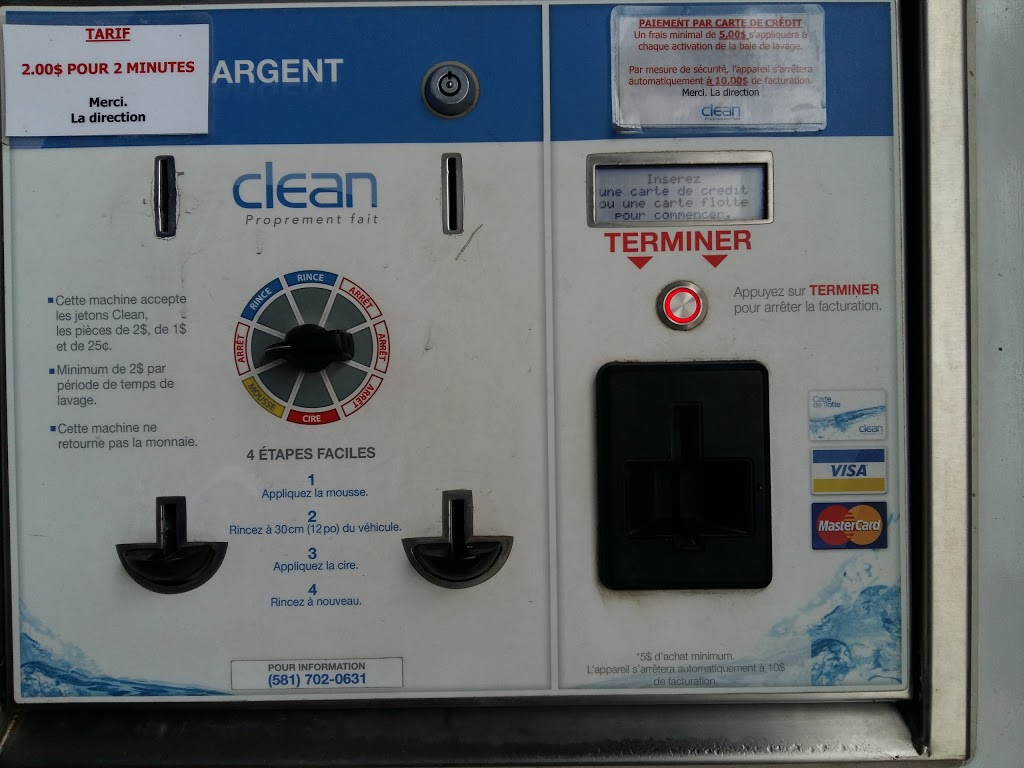 TARIF
2.00$ POUR 2 MINUTES
Merci.
La direction
ARGENT
PAIEMENT PAR CARTE DE CRÉDIT
Un frais minimal de 5,00$ s'appliquera à
chaque activation de la baie de lavage.
Par mesure de sécurité, l'appareil s'arrêtera
automatiquement à 10,00$ de facturation.
Merci. La direction
clean
Proprement fait
clean
Proprement fait
Inserez
une carte de credit
ou une carte flotte
pour commencer.
TERMINER
Appuyez sur TERMINER
pour arrêter la facturation.
Cette machine accepte
les jetons Clean,
les pièces de 2$, de 1$
et de 25¢.
Minimum de 2$ par
période de temps de
lavage.
Cette machine ne
retourne pas la monnaie.
RINCE
RINCE
ARRÊT
ARRÊT
ARRÊT
CIRE
MOUSSE
ARRÊT
4 ÉTAPES FACILES
1
Appliquez la mousse.
2
Rincez à 30cm (12po) du véhicule.
3
Appliquez la cire.
4
Rincez à nouveau.
Carte
de flotte
clean
VISA
MasterCard
POUR INFORMATION
(581) 702-0631
*5$ d'achat minimum.
L'appareil s'arrêtera automatiquement à 10$
de facturation